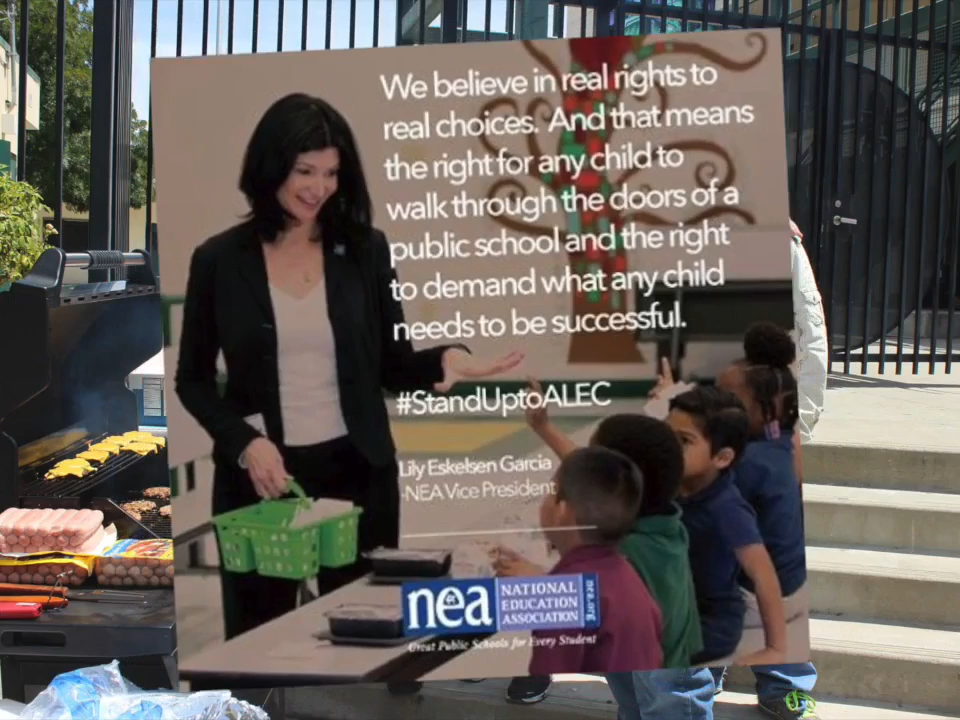 We believe in real rights to
real choices. And that means
the right for any child to
walk through the doors of a
public school and the right
to demand what any child
needs to be successful.
#StandUptoALEC
Lily Eskelsen Garcia
-NEA Vice President
nea
NATIONAL
EDUCATION
ASSOCIATION
nea.org
Great Public Schools for Every Student